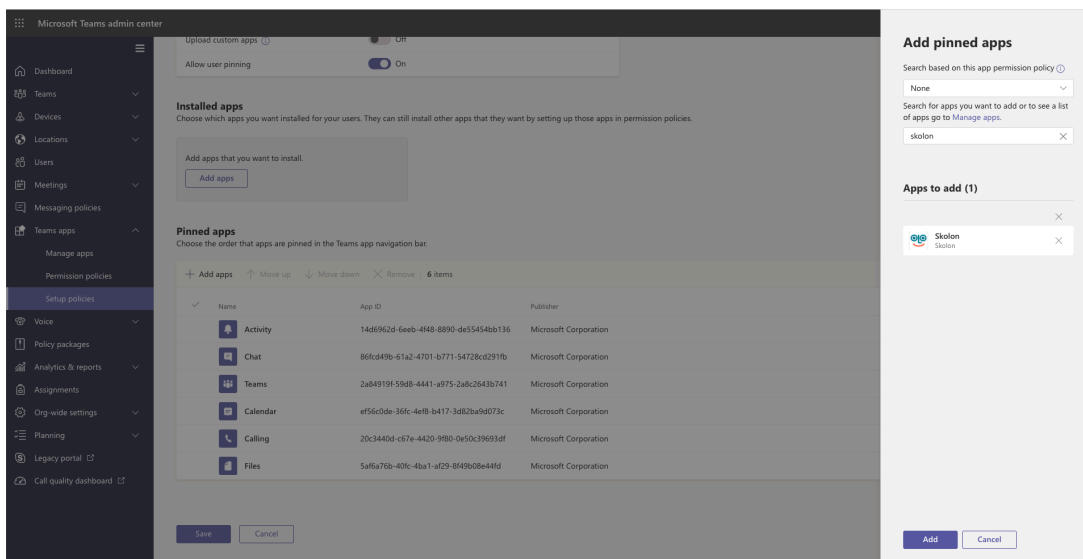 Microsoft Teams admin center
Dashboard
Teams
Devices
Locations
Users
Meetings
Messaging policies
Teams apps
Manage apps
Permission policies
Setup policies
Voice
Policy packages
Analytics & reports
Assignments
Org-wide settings
Planning
Legacy portal
Call quality dashboard
Upload custom apps
Off
Allow user pinning
On
Installed apps
Choose which apps you want installed for your users. They can still install other apps that they want by setting up those apps in permission policies.
Add apps that you want to install.
Add apps
Pinned apps
Choose the order that apps are pinned in the Teams app navigation bar.
Add apps Move up Move down Remove 6 items
Name App ID Publisher
Activity 14d6962d-6eeb-4f48-8890-de55454bb136 Microsoft Corporation
Chat 86fcd49b-61a2-4701-b771-54728cd291fb Microsoft Corporation
Teams 2a84919f-59d8-4441-a975-2a8c2643b741 Microsoft Corporation
Calendar ef56c0de-36fc-4ef8-b417-3d82ba9d073c Microsoft Corporation
Calling 20c3440d-c67e-4420-9f80-0e50c39693df Microsoft Corporation
Files 5af6a76b-40fc-4ba1-af29-8f49b08e44fd Microsoft Corporation
Save Cancel
Add pinned apps
Search based on this app permission policy
None
Search for apps you want to add or to see a list
of apps go to Manage apps.
skolon
Apps to add (1)
Skolon
Skolon
Add Cancel